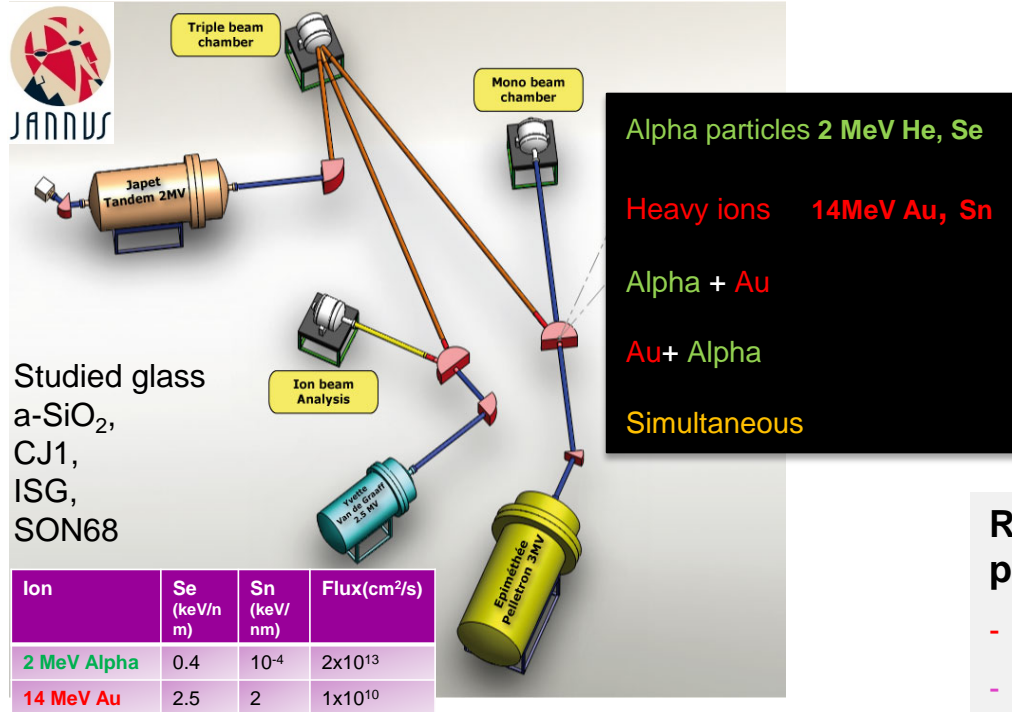 Triple beam
chamber
Mono beam
chamber
JANNUS
Alpha particles 2 MeV He, Se
Japet
Tandem 2MV
Heavy ions 14MeV Au, Sn
Alpha + Au
Au+ Alpha
Simultaneous
Ion beam
Analysis
Studied glass
a-SiO₂,
CJ1,
ISG,
SON68
Yvette
Van de Graaff
2.5 MV
Epiméthée
Pelletron 3MV
R
p
-
-
Ion Se (keV/n m) Sn (keV/ nm) Flux(cm²/s)
2 MeV Alpha 0.4 10⁻⁴ 2x10¹³
14 MeV Au 2.5 2 1x10¹⁰